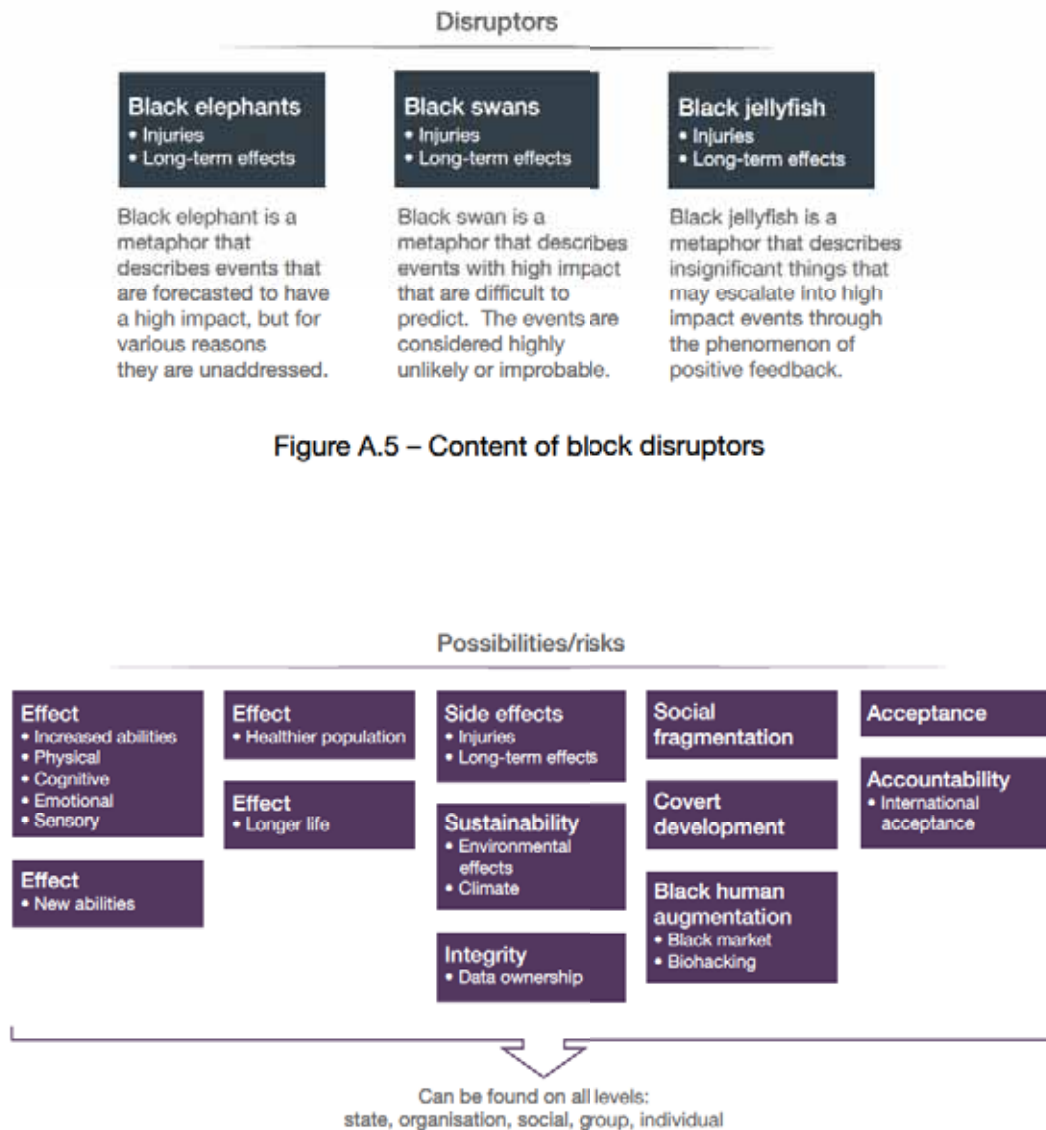 Disruptors
Black elephants
• Injuries
• Long-term effects
Black elephant is a
metaphor that
describes events that
are forecasted to have
a high impact, but for
various reasons
they are unaddressed.
Black swans
• Injuries
• Long-term effects
Black swan is a
metaphor that describes
events with high impact
that are difficult to
predict. The events are
considered highly
unlikely or improbable.
Black jellyfish
• Injuries
• Long-term effects
Black jellyfish is a
metaphor that describes
insignificant things that
may escalate into high
impact events through
the phenomenon of
positive feedback.
Figure A.5 – Content of block disruptors
Possibilities/risks
Effect
• Increased abilities
• Physical
• Cognitive
• Emotional
• Sensory
Effect
• New abilities
Effect
• Healthier population
Effect
• Longer life
Side effects
• Injuries
• Long-term effects
Sustainability
• Environmental
effects
• Climate
Integrity
• Data ownership
Social
fragmentation
Covert
development
Black human
augmentation
• Black market
• Biohacking
Acceptance
Accountability
• International
acceptance
Can be found on all levels:
state, organisation, social, group, individual